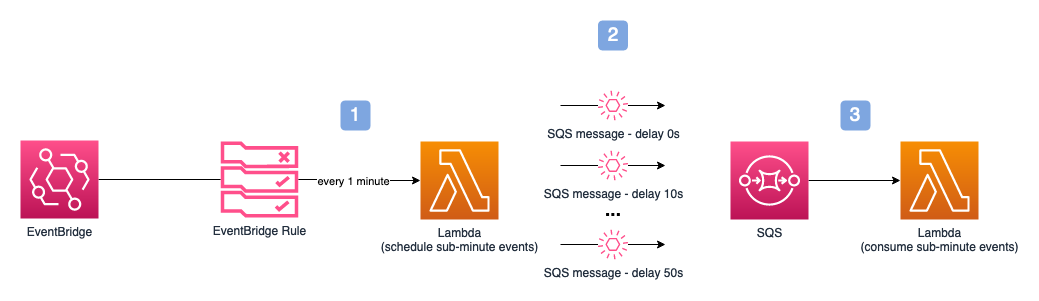 2
1
3
SQS message - delay 0s
every 1 minute
SQS message - delay 10s
...
EventBridge
EventBridge Rule
Lambda
(schedule sub-minute events)
SQS message - delay 50s
SQS
Lambda
(consume sub-minute events)